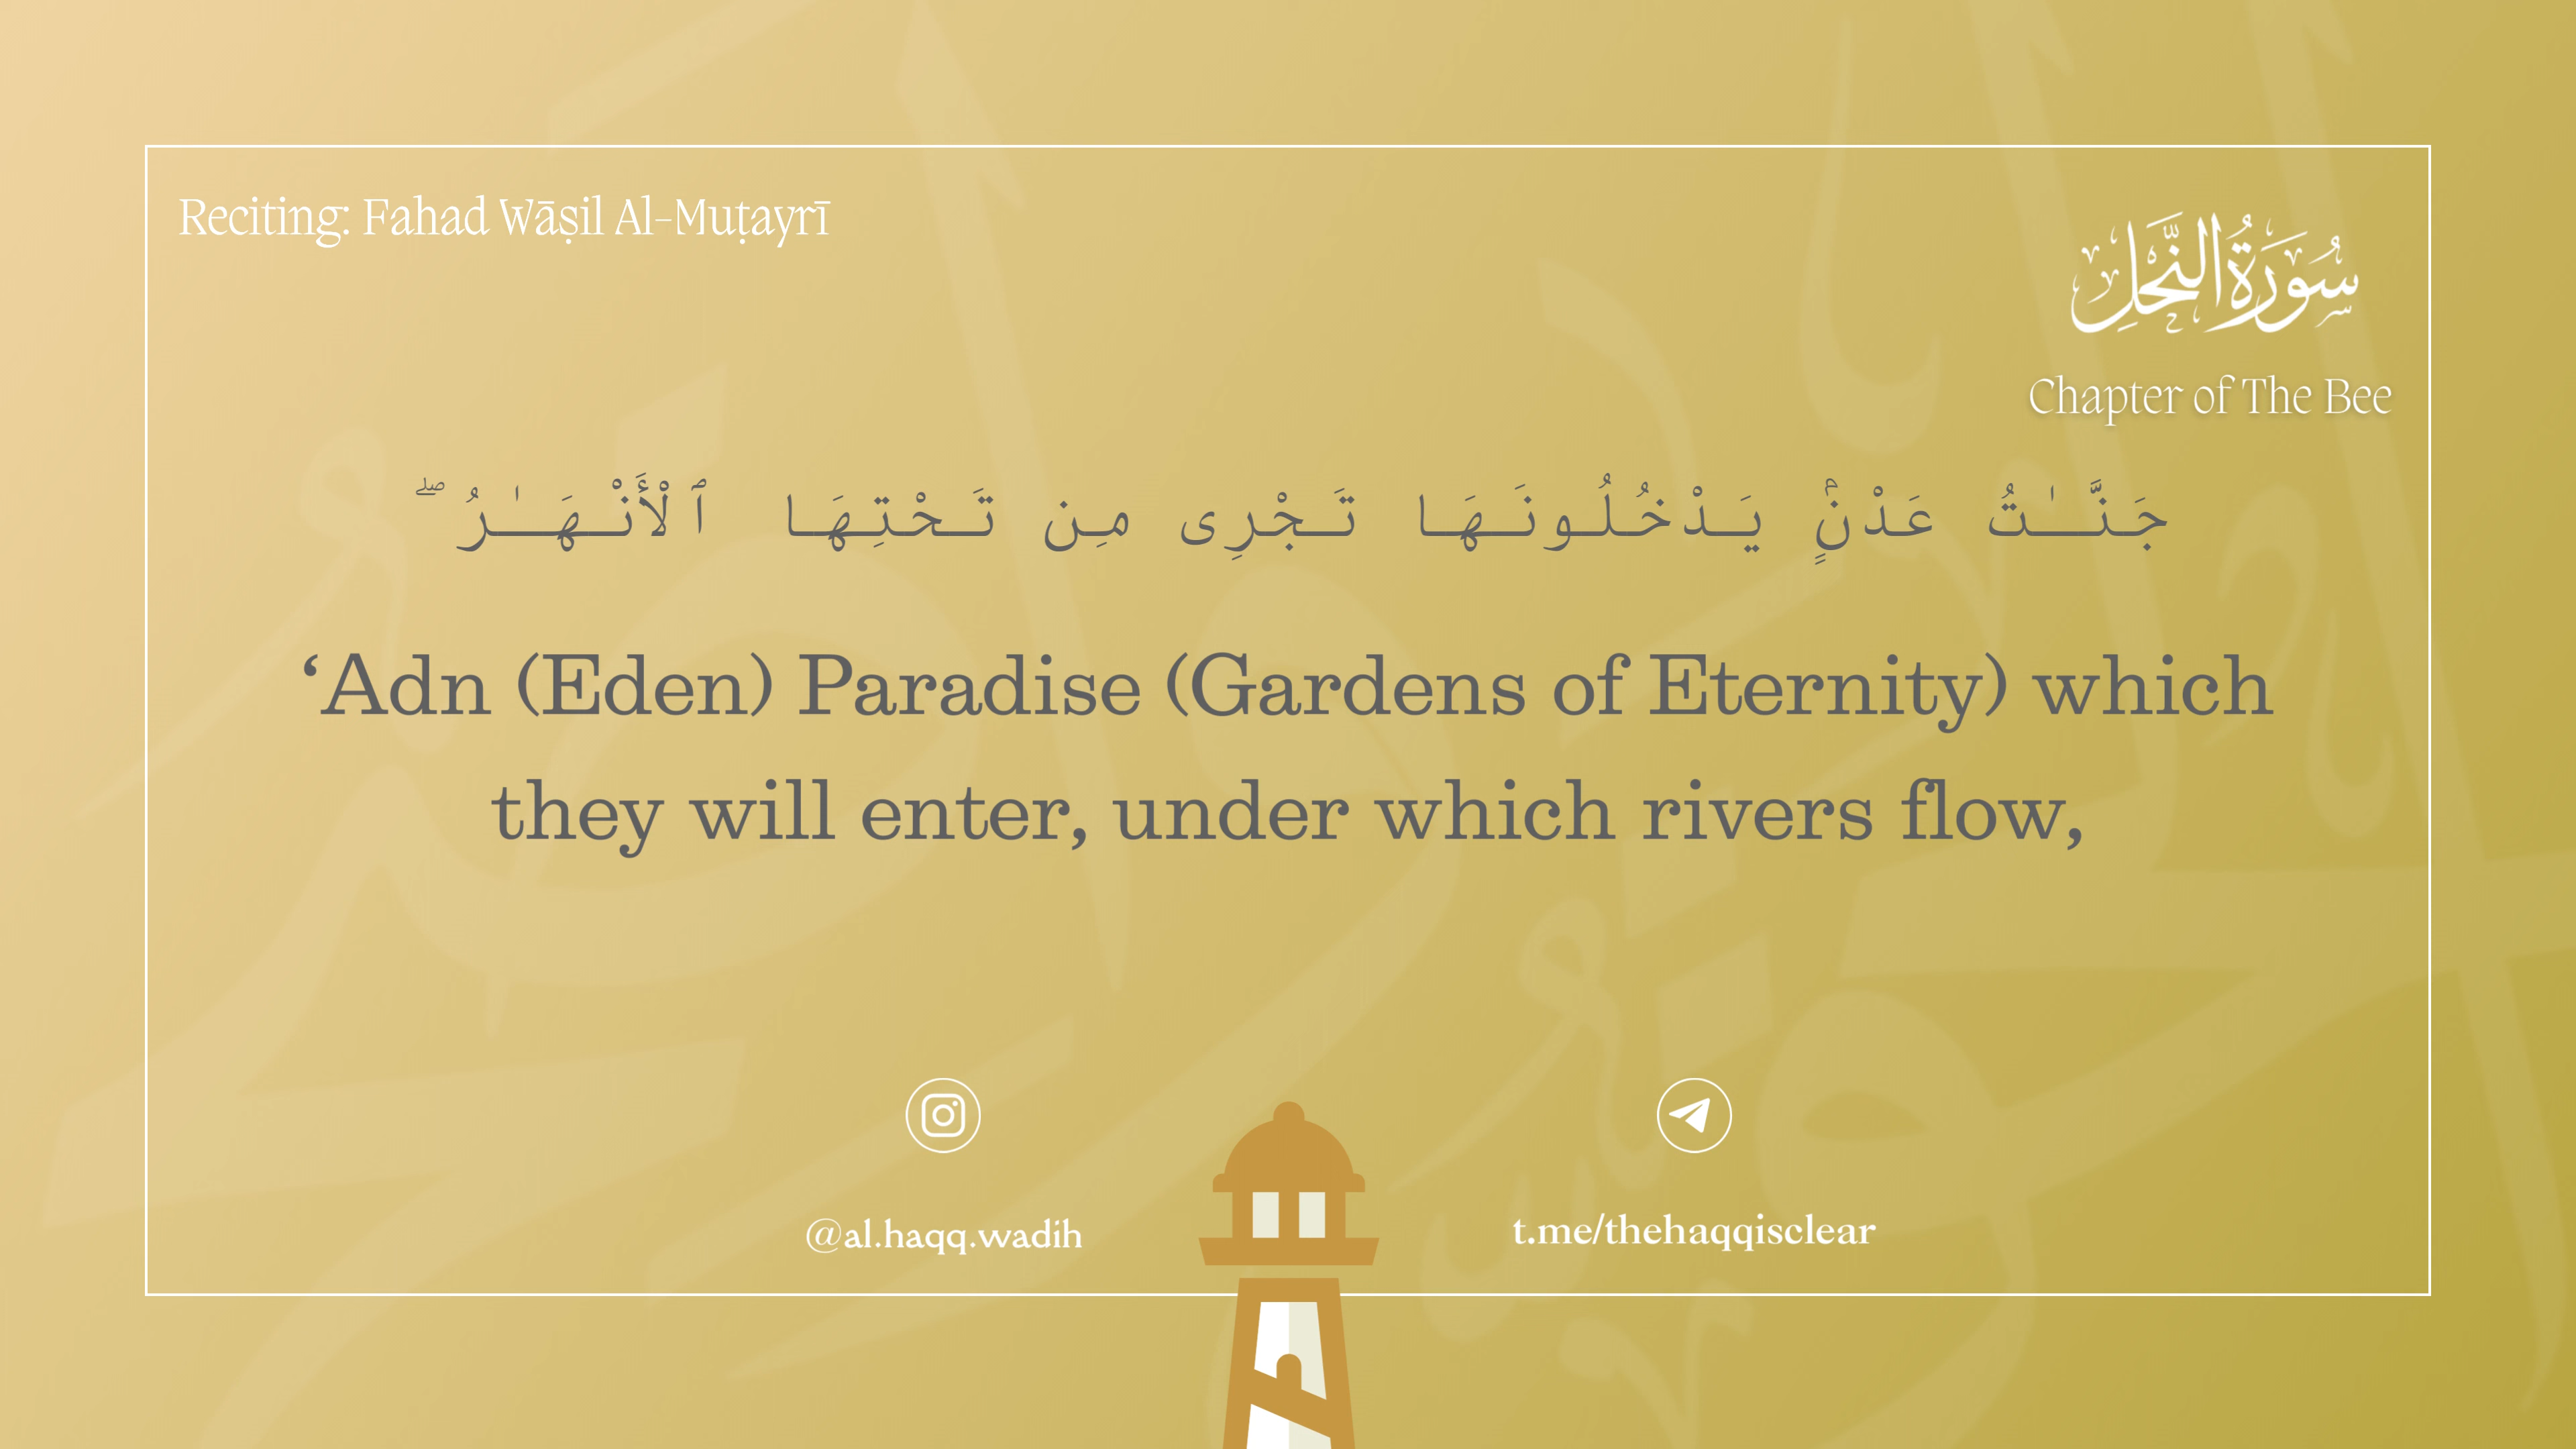 Reciting: Fahad Wāṣil Al-Muṭayrī
سُورَةُ النَّحْلِ
Chapter of The Bee
جَنَّـٰتُ عَدْنٍۢ يَدْخُلُونَهَا تَجْرِى مِن تَحْتِهَا ٱلْأَنْهَـٰرُ ۖ
‘Adn (Eden) Paradise (Gardens of Eternity) which
they will enter, under which rivers flow,
@al.haqq.wadih
t.me/thehaqqisclear